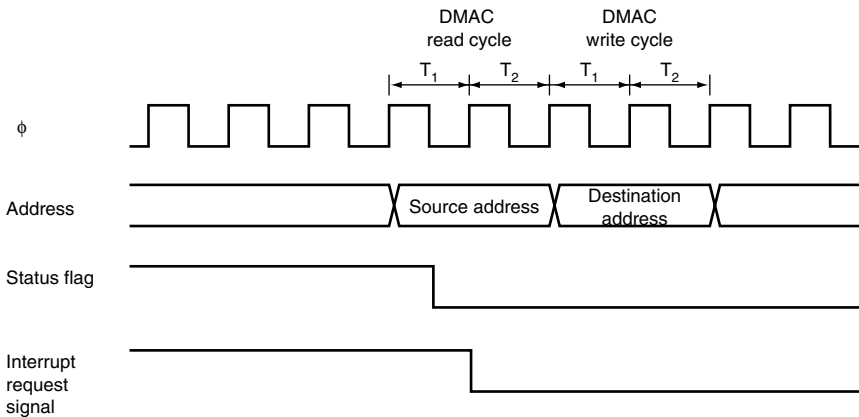 DMAC
read cycle
DMAC
write cycle
T1
T2
T1
T2
ϕ
Address
Source address
Destination
address
Status flag
Interrupt
request
signal